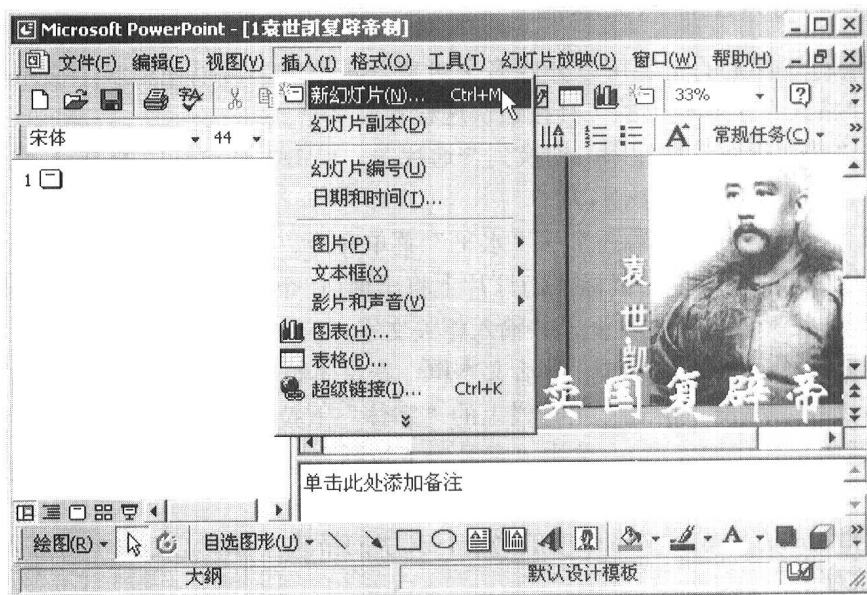 Microsoft PowerPoint - [1袁世凯复辟帝制]
文件(F) 编辑(E) 视图(V) 插入(I) 格式(O) 工具(T) 幻灯片放映(D) 窗口(W) 帮助(H)
新幻灯片(N)... Ctrl+M
33%
幻灯片副本(D)
宋体 44
常规任务(C)
1
幻灯片编号(U)
日期和时间(T)...
图片(P)
文本框(X)
影片和声音(V)
图表(H)...
表格(B)...
超级链接(I)... Ctrl+K
袁世凯
卖国复辟帝
单击此处添加备注
绘图(R) 自选图形(U)
大纲 默认设计模板